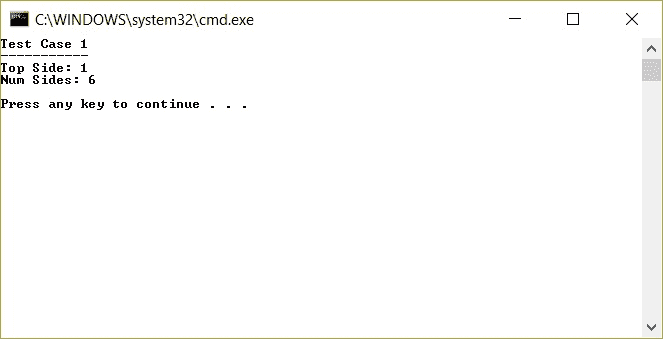 C:\WINDOWS\system32\cmd.exe
Test Case 1
-----------
Top Side: 1
Num Sides: 6
Press any key to continue . . .